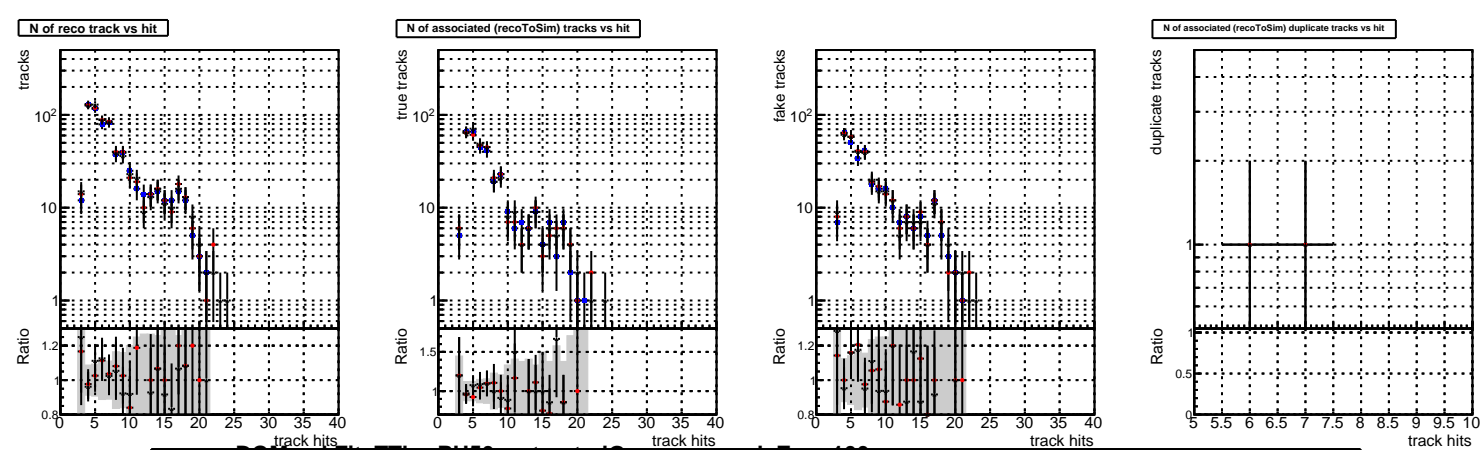 N of reco track vs hit
tracks
10²
10
1
Ratio
1.2
1
0.8
0 5 10 15 20 25 30 35 40
track hits
N of associated (recoToSim) tracks vs hit
true tracks
10²
10
1
Ratio
1.5
1
0 5 10 15 20 25 30 35 40
track hits
fake tracks
10²
10
1
Ratio
1.2
1
0.8
0 5 10 15 20 25 30 35 40
track hits
N of associated (recoToSim) duplicate tracks vs hit
duplicate tracks
1
Ratio
1
0.5
0
5 5.5 6 6.5 7 7.5 8 8.5 9 9.5 10
track hits